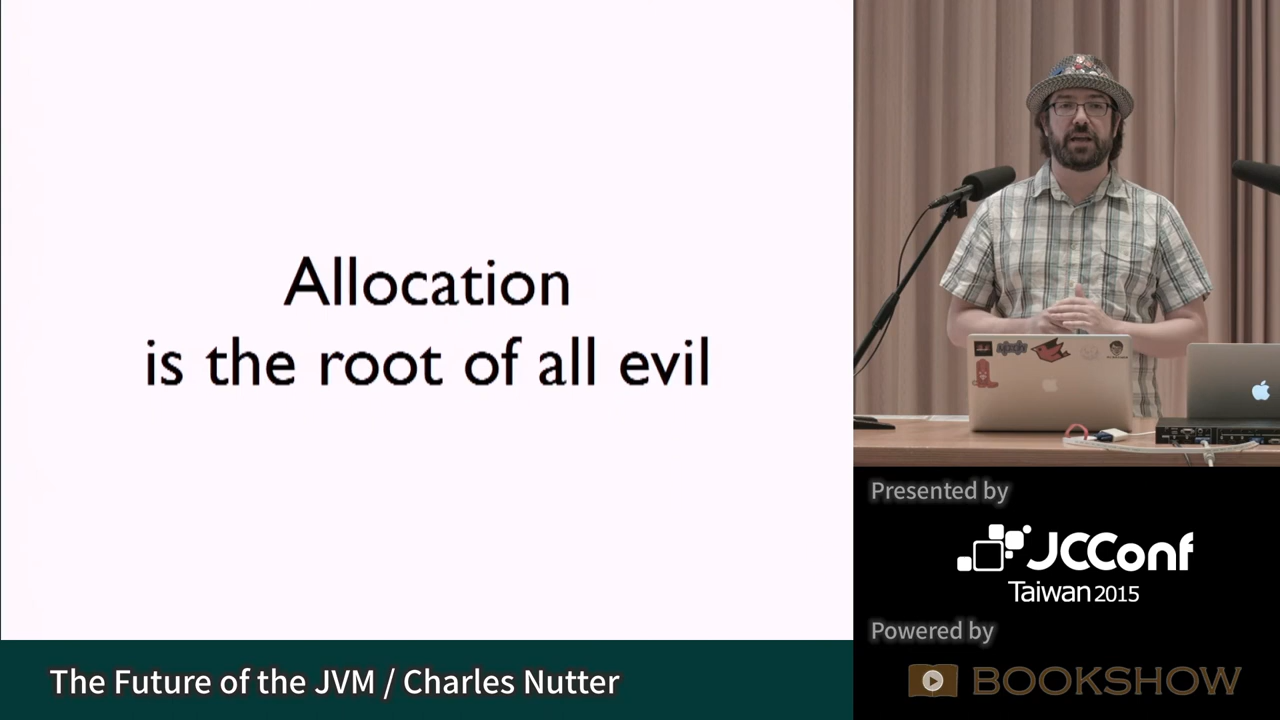 Allocation
is the root of all evil
The Future of the JVM / Charles Nutter
Presented by
JCConf
Taiwan 2015
Powered by
BOOKSHOW